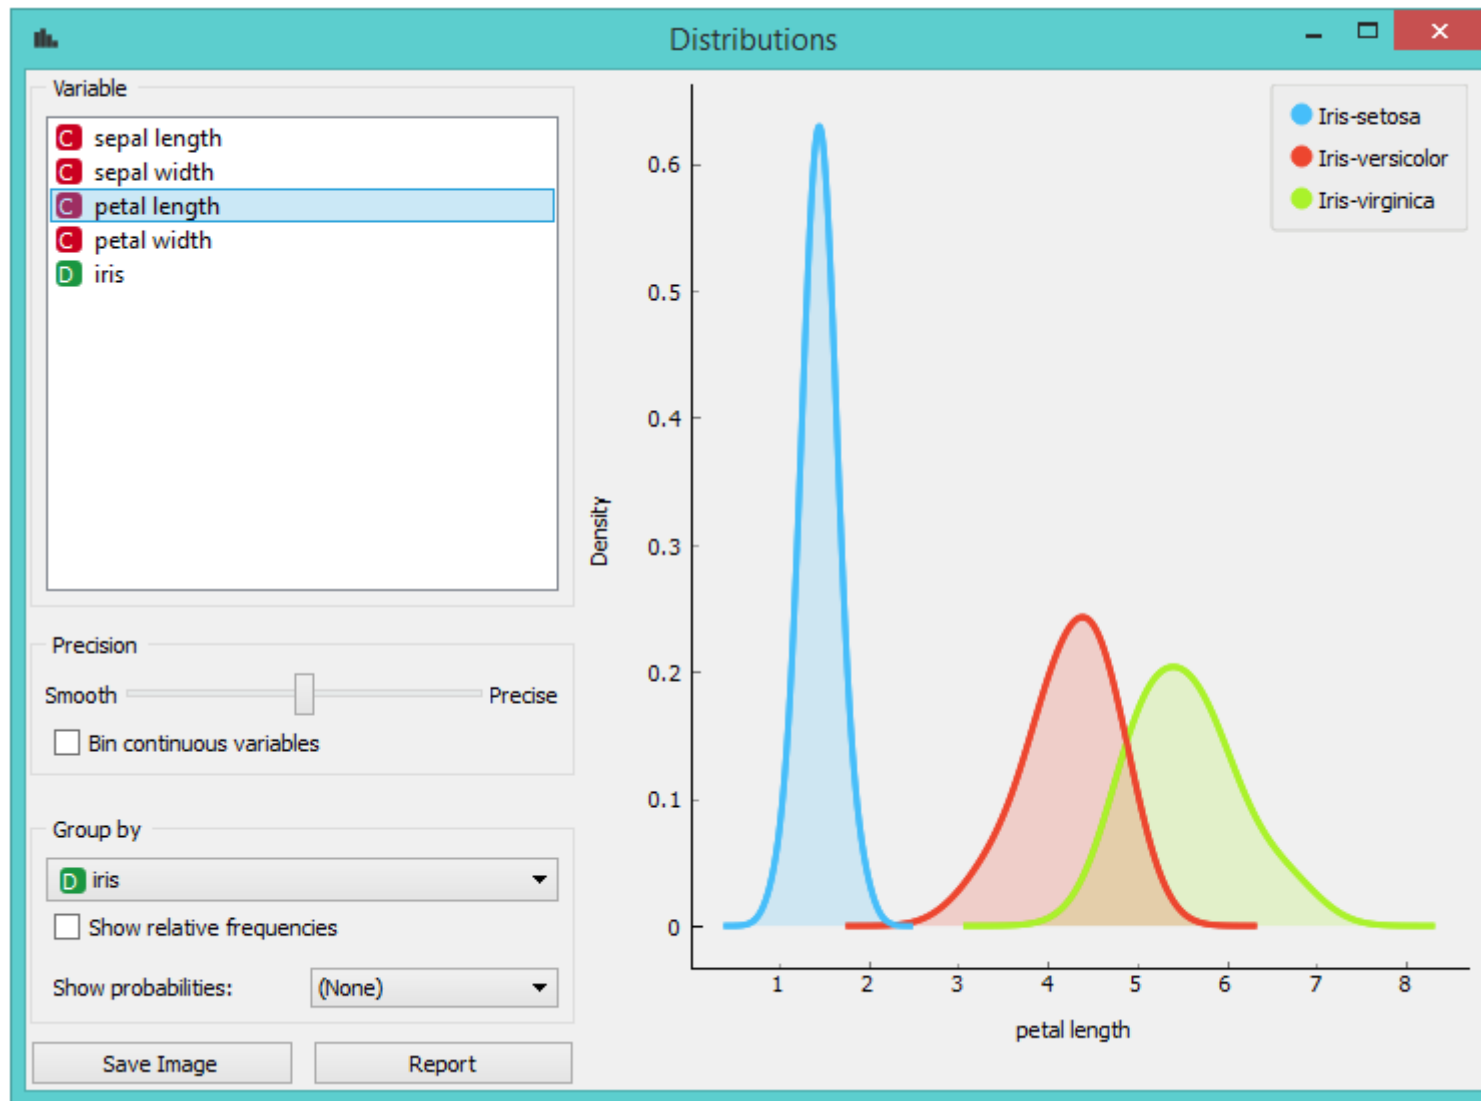 Distributions
Variable
C sepal length
C sepal width
C petal length
C petal width
D iris
Precision
Smooth Precise
Bin continuous variables
Group by
D iris
Show relative frequencies
Show probabilities: (None)
Save Image Report
Iris-setosa
Iris-versicolor
Iris-virginica
Density
0.6
0.5
0.4
0.3
0.2
0.1
0
1 2 3 4 5 6 7 8
petal length